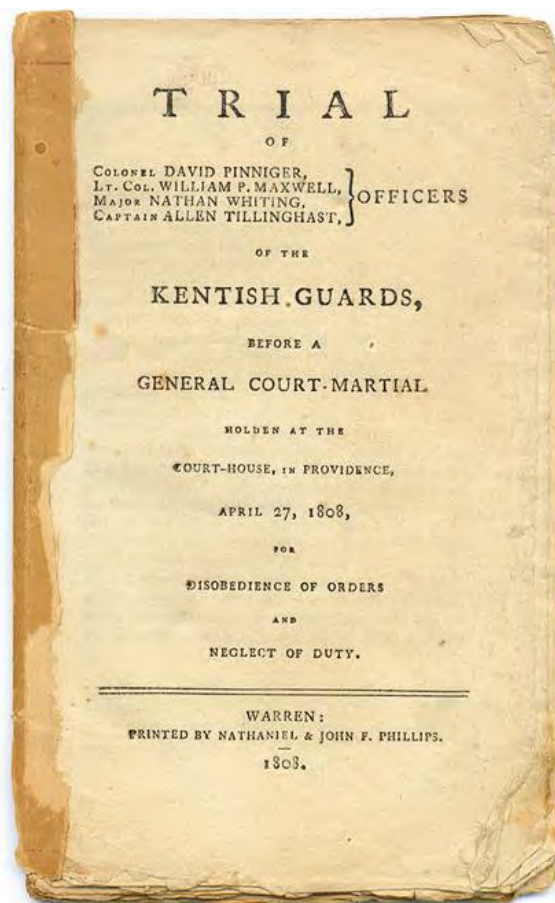 TRIAL
OF
COLONEL DAVID PINNIGER,
LT. COL. WILLIAM P. MAXWELL,
MAJOR NATHAN WHITING,
CAPTAIN ALLEN TILLINGHAST,
} OFFICERS
OF THE
KENTISH GUARDS,
BEFORE A
GENERAL COURT-MARTIAL
HOLDEN AT THE
COURT-HOUSE, IN PROVIDENCE,
APRIL 27, 1808,
FOR
DISOBEDIENCE OF ORDERS
AND
NEGLECT OF DUTY.
WARREN:
PRINTED BY NATHANIEL & JOHN F. PHILLIPS.
1808.